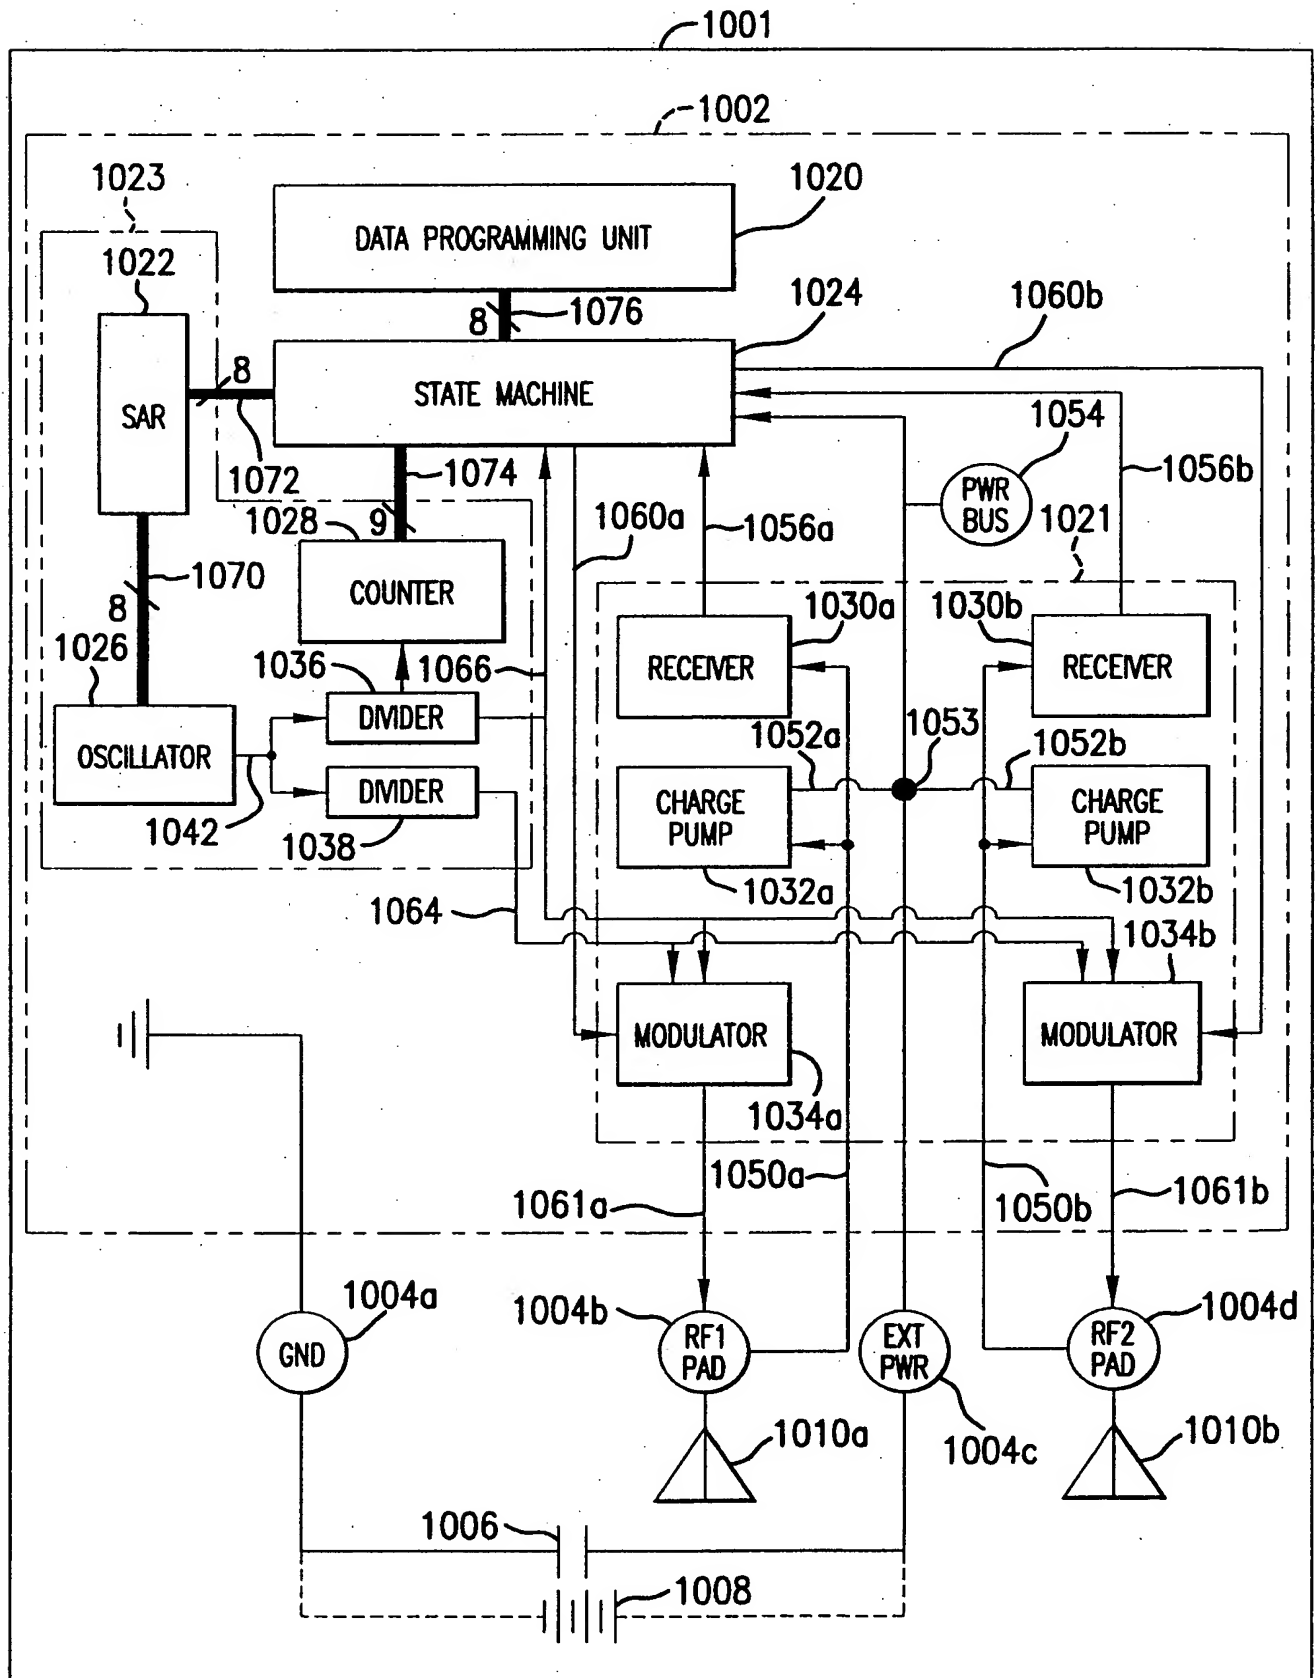 1001
1002
1023
1020
1022
DATA PROGRAMMING UNIT
8
1076
1024
1060b
8
STATE MACHINE
SAR
1072
1074
1054
PWR
BUS
1056b
1028
9
1060a
1056a
1021
1070
8
COUNTER
1030a
1030b
1026
1036
1066
RECEIVER
RECEIVER
DIVIDER
1052a
1053
1052b
OSCILLATOR
DIVIDER
CHARGE
PUMP
CHARGE
PUMP
1042
1038
1032a
1032b
1064
1034b
MODULATOR
MODULATOR
1034a
1050a
1061a
1050b
1061b
1004a
1004b
1004d
GND
RF1
PAD
EXT
PWR
RF2
PAD
1010a
1004c
1010b
1006
1008